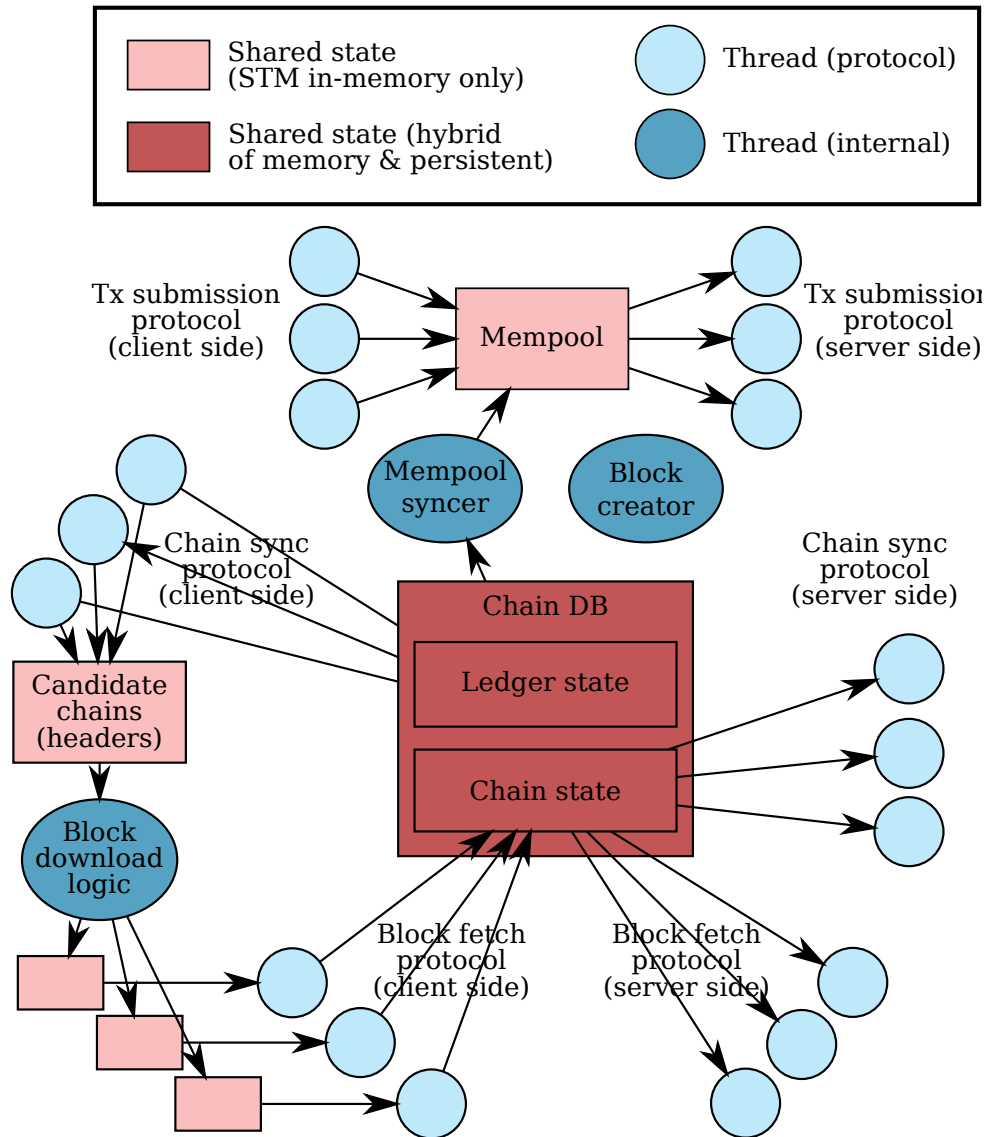 Shared state
(STM in-memory only)
Thread (protocol)
Shared state (hybrid
of memory & persistent)
Thread (internal)
Tx submission
protocol
(client side)
Mempool
Tx submission
protocol
(server side)
Mempool
syncer
Block
creator
Chain sync
protocol
(client side)
Chain sync
protocol
(server side)
Chain DB
Ledger state
Chain state
Candidate
chains
(headers)
Block
download
logic
Block fetch
protocol
(client side)
Block fetch
protocol
(server side)